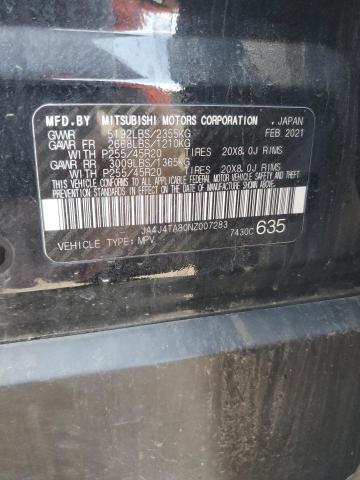 MFD.BY MITSUBISHI MOTORS CORPORATION, JAPAN
GVWR 5192LBS/2355KG FEB 2021
GAWR FR 2668LBS/1210KG
WITH P255/45R20 TIRES 20X8.0J RIMS
GAWR RR 3009LBS/1365KG
WITH P255/45R20 TIRES 20X8.0J RIMS
THIS VEHICLE CONFORMS TO ALL APPLICABLE FEDERAL MOTOR VEHICLE SAFETY AND THEFT
PREVENTION STANDARDS IN EFFECT ON THE DATE OF MANUFACTURE SHOWN ABOVE.
JA4J4TA80NZ007283
VEHICLE TYPE: MPV 7430C 635